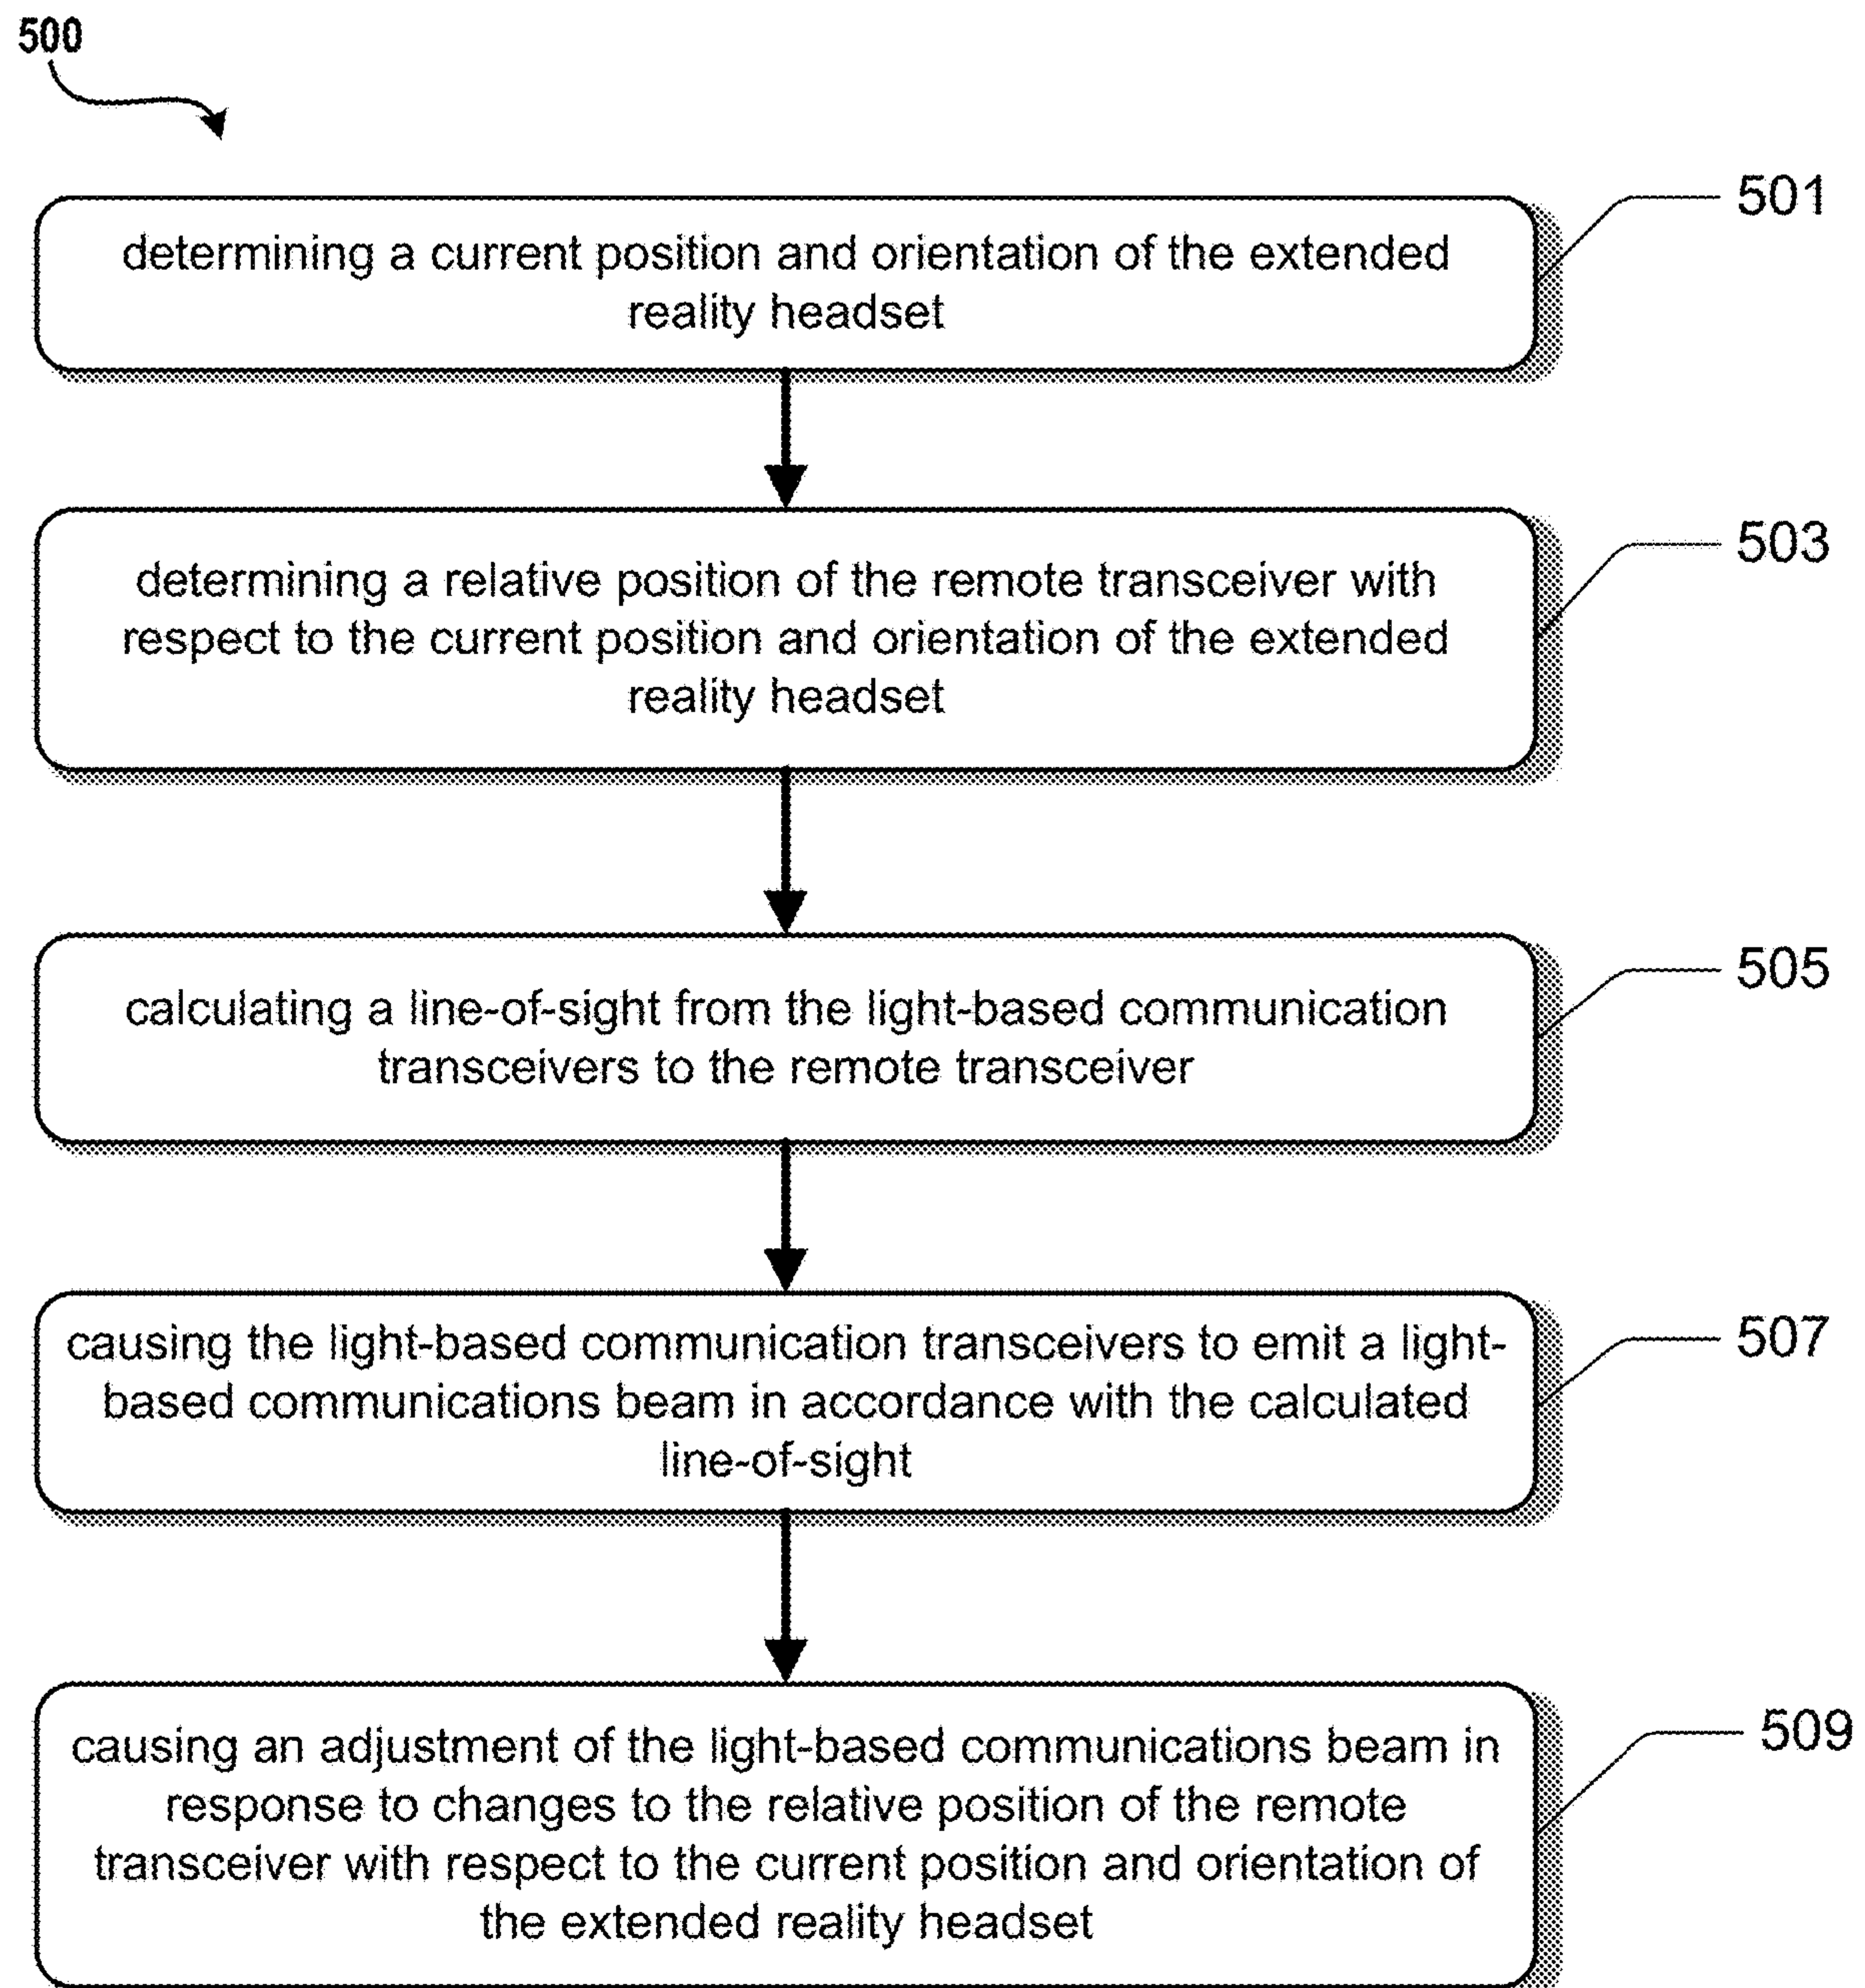 500
determining a current position and orientation of the extended
reality headset
501
determining a relative position of the remote transceiver with
respect to the current position and orientation of the extended
reality headset
503
calculating a line-of-sight from the light-based communication
transceivers to the remote transceiver
505
causing the light-based communication transceivers to emit a light-
based communications beam in accordance with the calculated
line-of-sight
507
causing an adjustment of the light-based communications beam in
response to changes to the relative position of the remote
transceiver with respect to the current position and orientation of
the extended reality headset
509